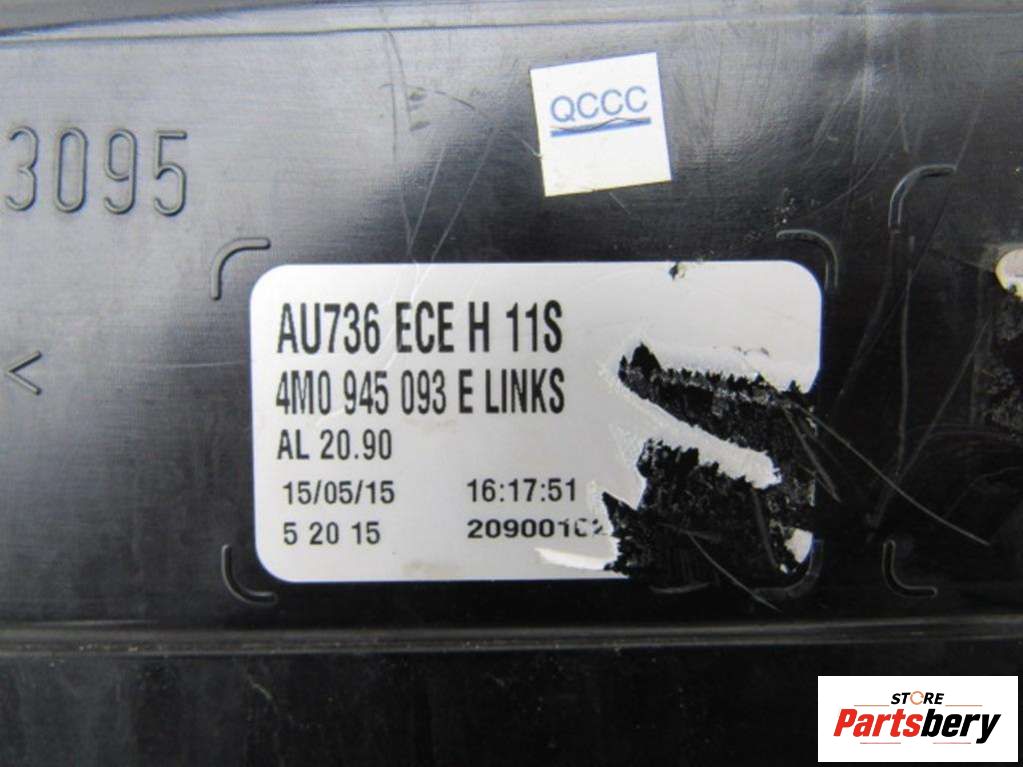 QCCC
3095
<
AU736 ECE H 11S
4M0 945 093 E LINKS
AL 20.90
15/05/15 16:17:51
5 20 15
STORE
Partsbery